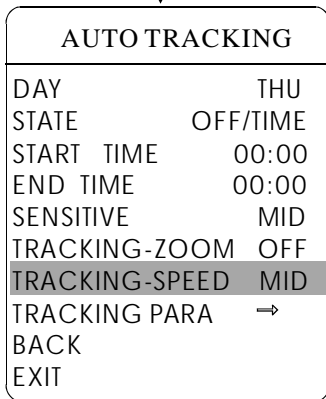 AUTO TRACKING
DAY THU
STATE OFF/TIME
START TIME 00:00
END TIME 00:00
SENSITIVE MID
TRACKING-ZOOM OFF
TRACKING-SPEED MID
TRACKING PARA ⇒
BACK
EXIT